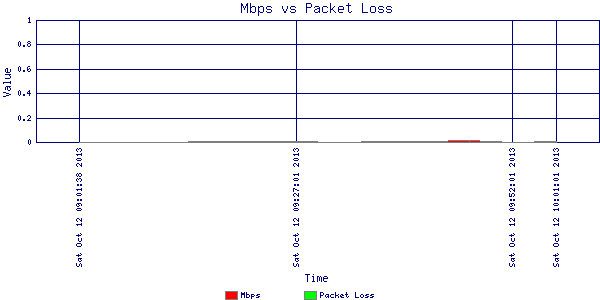 Mbps vs Packet Loss
1
0.8
0.6
0.4
0.2
0
Value
Sat Oct 12 09:01:38 2013
Sat Oct 12 09:27:01 2013
Sat Oct 12 09:52:01 2013
Sat Oct 12 10:01:01 2013
Time
Mbps
Packet Loss